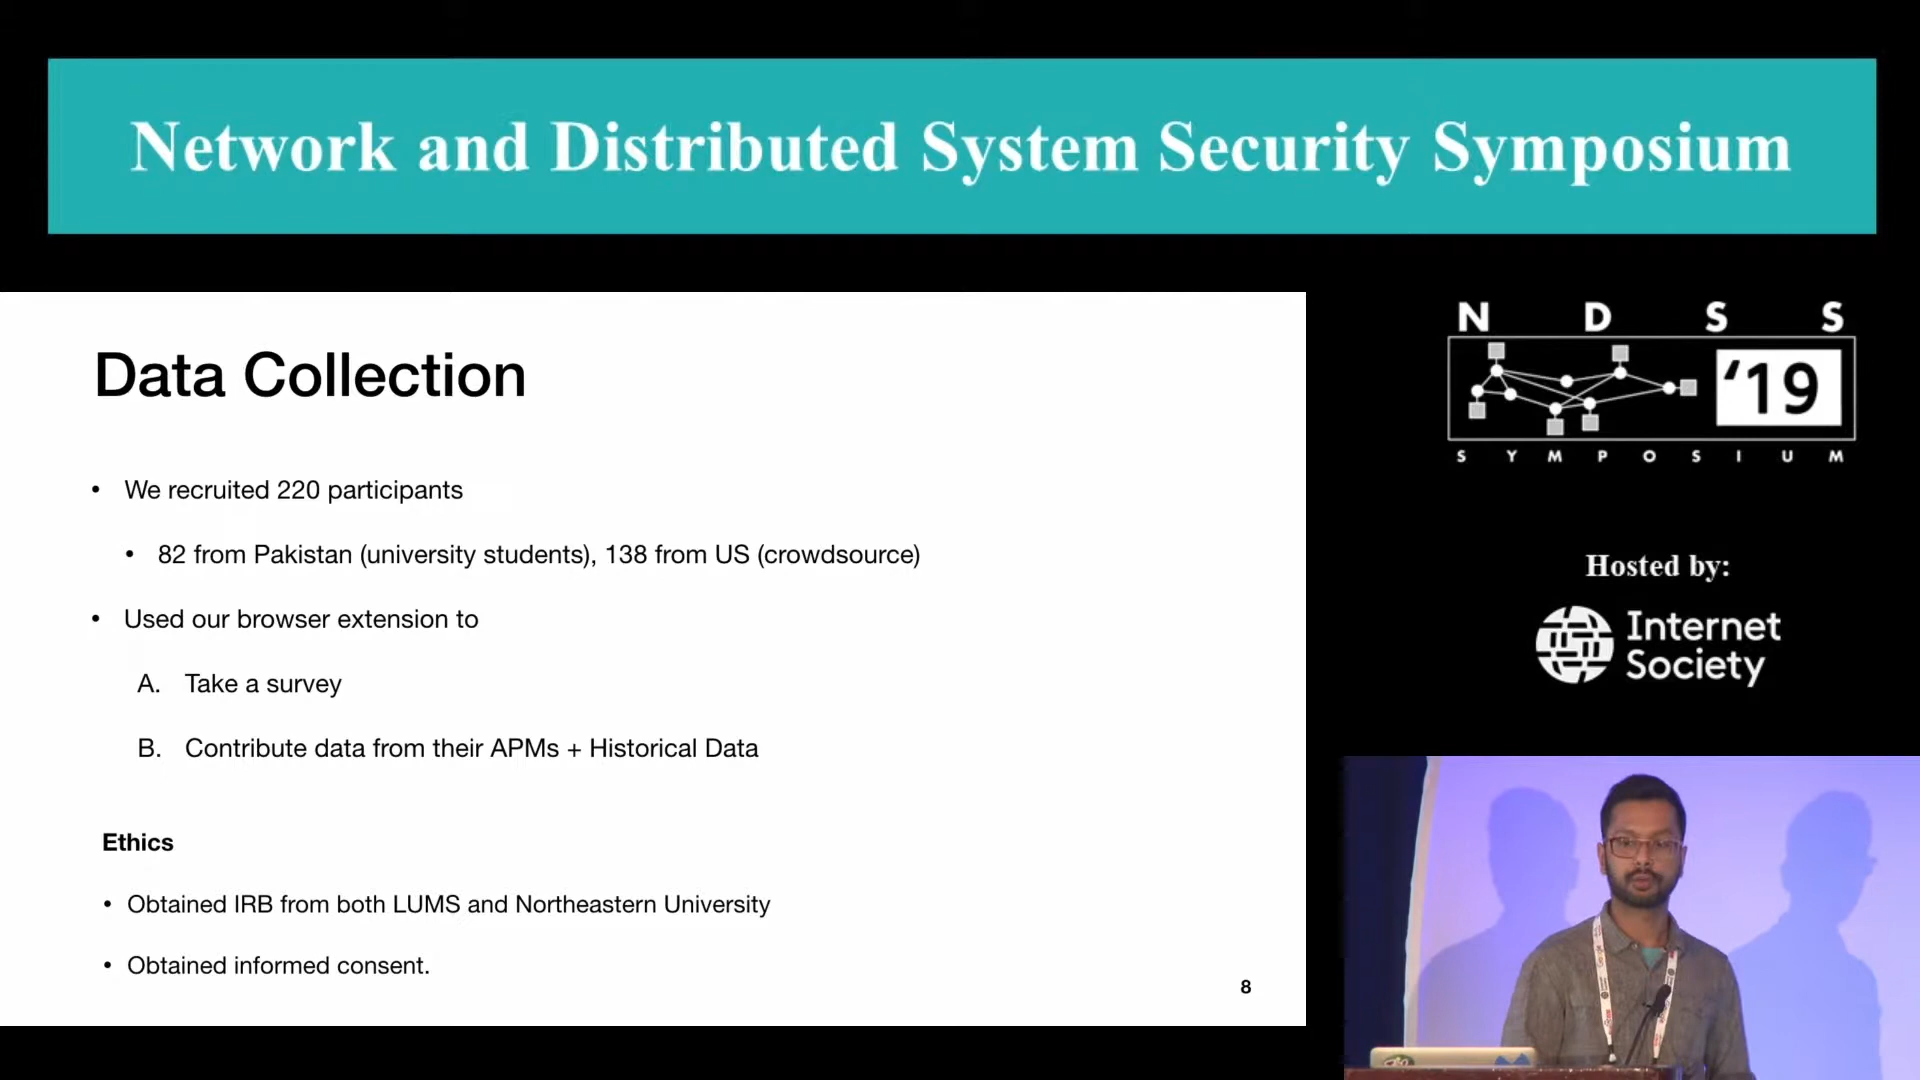 Network and Distributed System Security Symposium
N D S S
'19
S Y M P O S I U M
Hosted by:
Internet
Society
Data Collection
• We recruited 220 participants
• 82 from Pakistan (university students), 138 from US (crowdsource)
• Used our browser extension to
A. Take a survey
B. Contribute data from their APMs + Historical Data
Ethics
• Obtained IRB from both LUMS and Northeastern University
• Obtained informed consent.
8